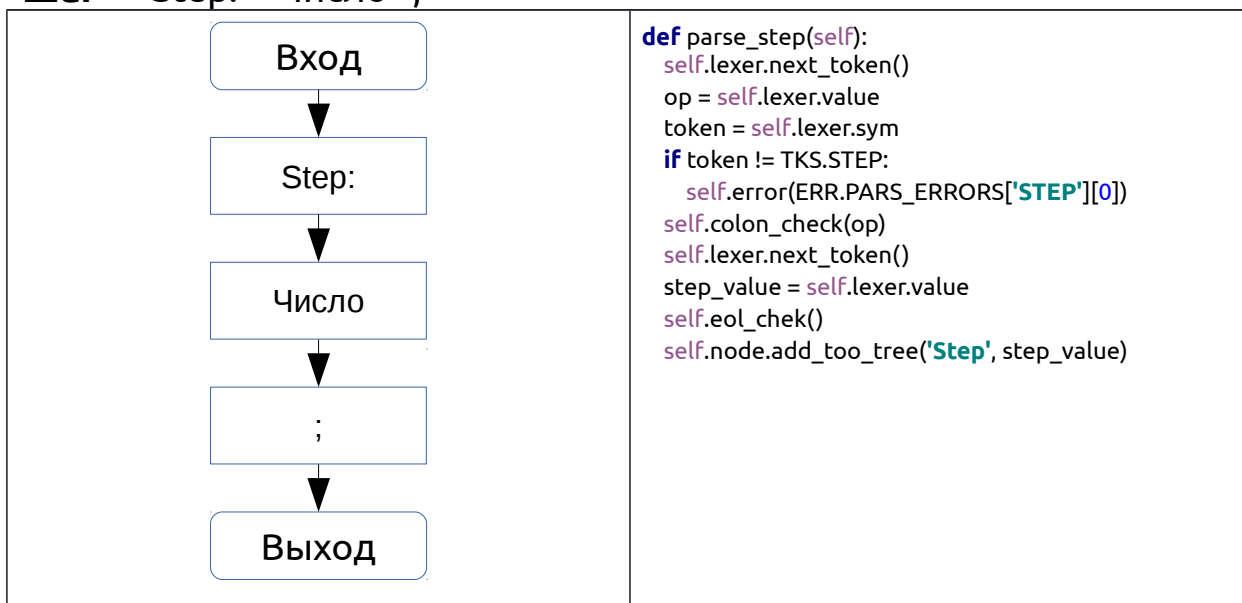 Вход
Step:
Число
;
Выход
def parse_step(self):
self.lexer.next_token()
op = self.lexer.value
token = self.lexer.sym
if token != TKS.STEP:
self.error(ERR.PARS_ERRORS['STEP'][0])
self.colon_check(op)
self.lexer.next_token()
step_value = self.lexer.value
self.eol_chek()
self.node.add_too_tree('Step', step_value)